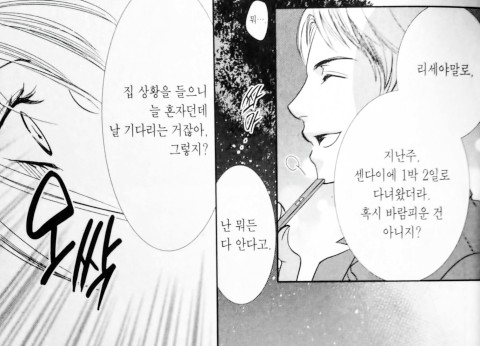 리세야말로,
지난주,
센다이에 1박 2일로
다녀왔더라.
혹시 바람피운 건
아니지?
뭐…
난 뭐든
다 안다고.
집 상황을 들으니
늘 혼자던데
날 기다리는 거잖아,
그렇지?
오싹